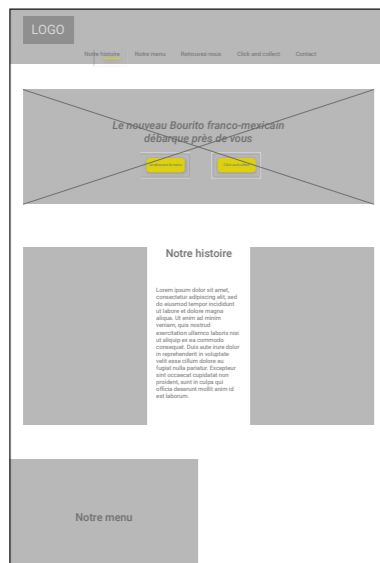 LOGO
Notre histoire Notre menu Retrouvez-nous Click and collect Contact
Le nouveau Bourito franco-mexicain
débarque près de vous
Notre histoire
Lorem ipsum dolor sit amet,
consectetur adipiscing elit, sed
do eiusmod tempor incididunt
ut labore et dolore magna
aliqua. Ut enim ad minim
veniam, quis nostrud
exercitation ullamco laboris nisi
ut aliquip ex ea commodo
consequat. Duis aute irure dolor
in reprehenderit in voluptate
velit esse cillum dolore eu
fugiat nulla pariatur. Excepteur
sint occaecat cupidatat non
proident, sunt in culpa qui
officia deserunt mollit anim id
est laborum.
Notre menu